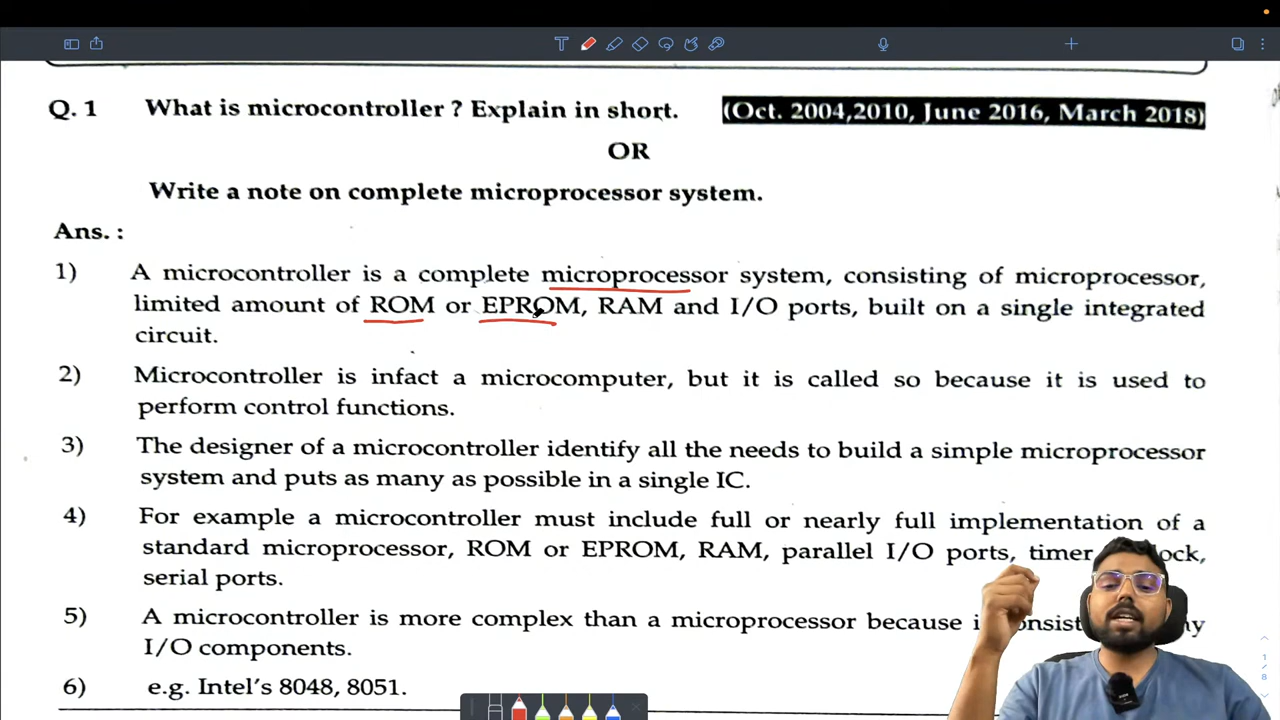 Q. 1 What is microcontroller ? Explain in short. (Oct. 2004,2010, June 2016, March 2018)
OR
Write a note on complete microprocessor system.
Ans. :
1) A microcontroller is a complete microprocessor system, consisting of microprocessor,
limited amount of ROM or EPROM, RAM and I/O ports, built on a single integrated
circuit.
2) Microcontroller is infact a microcomputer, but it is called so because it is used to
perform control functions.
3) The designer of a microcontroller identify all the needs to build a simple microprocessor
system and puts as many as possible in a single IC.
4) For example a microcontroller must include full or nearly full implementation of a
standard microprocessor, ROM or EPROM, RAM, parallel I/O ports, timer
serial ports.
5) A microcontroller is more complex than a microprocessor because
I/O components.
6) e.g. Intel's 8048, 8051.
1/8